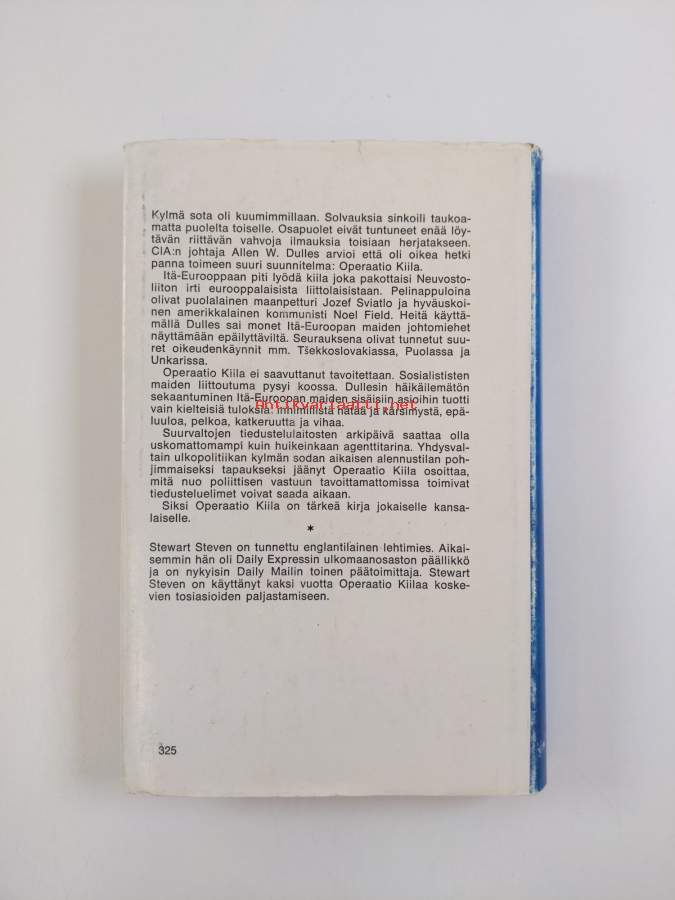 Kylmä sota oli kuumimmillaan. Solvauksia sinkoili taukoa-
matta puolelta toiselle. Osapuolet eivät tuntuneet enää löy-
tävän riittävän vahvoja ilmauksia toisiaan herjatakseen.
CIA:n johtaja Allen W. Dulles arvioi että oli oikea hetki
panna toimeen suuri suunnitelma: Operaatio Kiila.
Itä-Eurooppaan piti lyödä kiila joka pakottaisi Neuvosto-
liiton irti eurooppalaisista liittolaisistaan. Pelinappuloina
olivat puolalainen maanpetturi Jozef Sviatlo ja hyväuskoi-
nen amerikkalainen kommunisti Noel Field. Heitä käyttä-
mällä Dulles sai monet Itä-Euroopan maiden johtomiehet
näyttämään epäilyttäviltä. Seurauksena olivat tunnetut suu-
ret oikeudenkäynnit mm. Tšekkoslovakiassa, Puolassa ja
Unkarissa.
Operaatio Kiila ei saavuttanut tavoitettaan. Sosialististen
maiden liittoutuma pysyi koossa. Dullesin häikäilemätön
sekaantuminen Itä-Euroopan maiden sisäisiin asioihin tuotti
vain kielteisiä tuloksia: inhimillistä hätää ja kärsimystä, epä-
antikvariaatti.net
luuloa, pelkoa, katkeruutta ja vihaa.
Suurvaltojen tiedustelulaitosten arkipäivä saattaa olla
uskomattomampi kuin huikeinkaan agenttitarina. Yhdysval-
tain ulkopolitiikan kylmän sodan aikaisen alennustilan poh-
jimmaiseksi tapaukseksi jäänyt Operaatio Kiila osoittaa,
mitä nuo poliittisen vastuun tavoittamattomissa toimivat
tiedusteluelimet voivat saada aikaan.
Siksi Operaatio Kiila on tärkeä kirja jokaiselle kansa-
laiselle.
*
Stewart Steven on tunnettu englantilainen lehtimies. Aikai-
semmin hän oli Daily Expressin ulkomaanosaston päällikkö
ja on nykyisin Daily Mailin toinen päätoimittaja. Stewart
Steven on käyttänyt kaksi vuotta Operaatio Kiilaa koske-
vien tosiasioiden paljastamiseen.
325